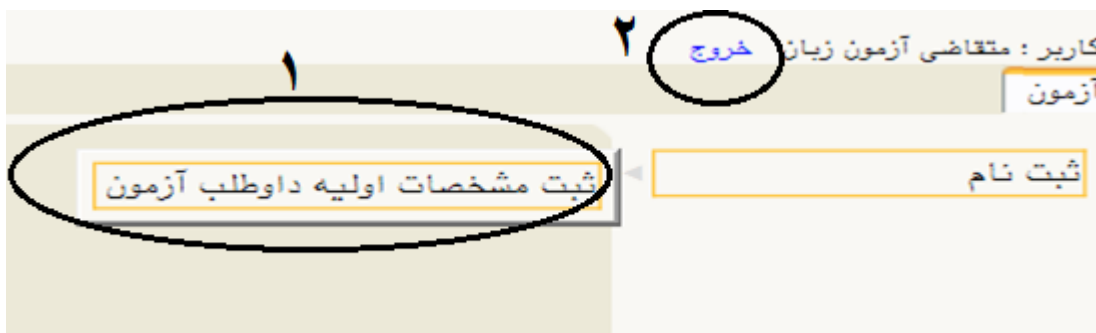 کاربر : متقاضی آزمون زبان خروج ۲
۱
آزمون
ثبت نام
ثبت مشخصات اولیه داوطلب آزمون